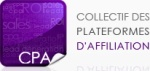 COLLECTIF DES
PLATEFORMES
D'AFFILIATION
CPA